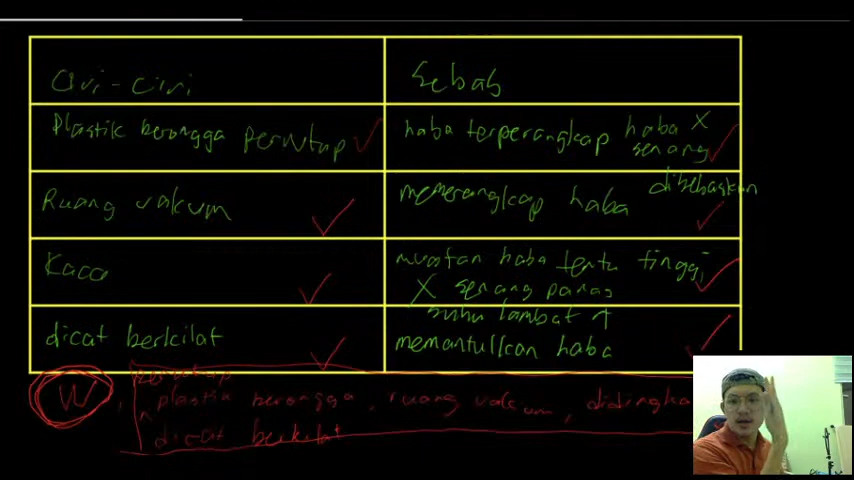 Ciri-ciri
Sebab
Plastik berongga penutup
haba terperangkap haba X
senang
dibebaskan
Ruang vakum
memerangkap haba
Kaca
muatan haba tentu tinggi,
X senang panas
suhu lambat ↑
dicat berkilat
memantulkan haba
W,
penutup
plastik berongga, ruang vakum,
dicat berkilat